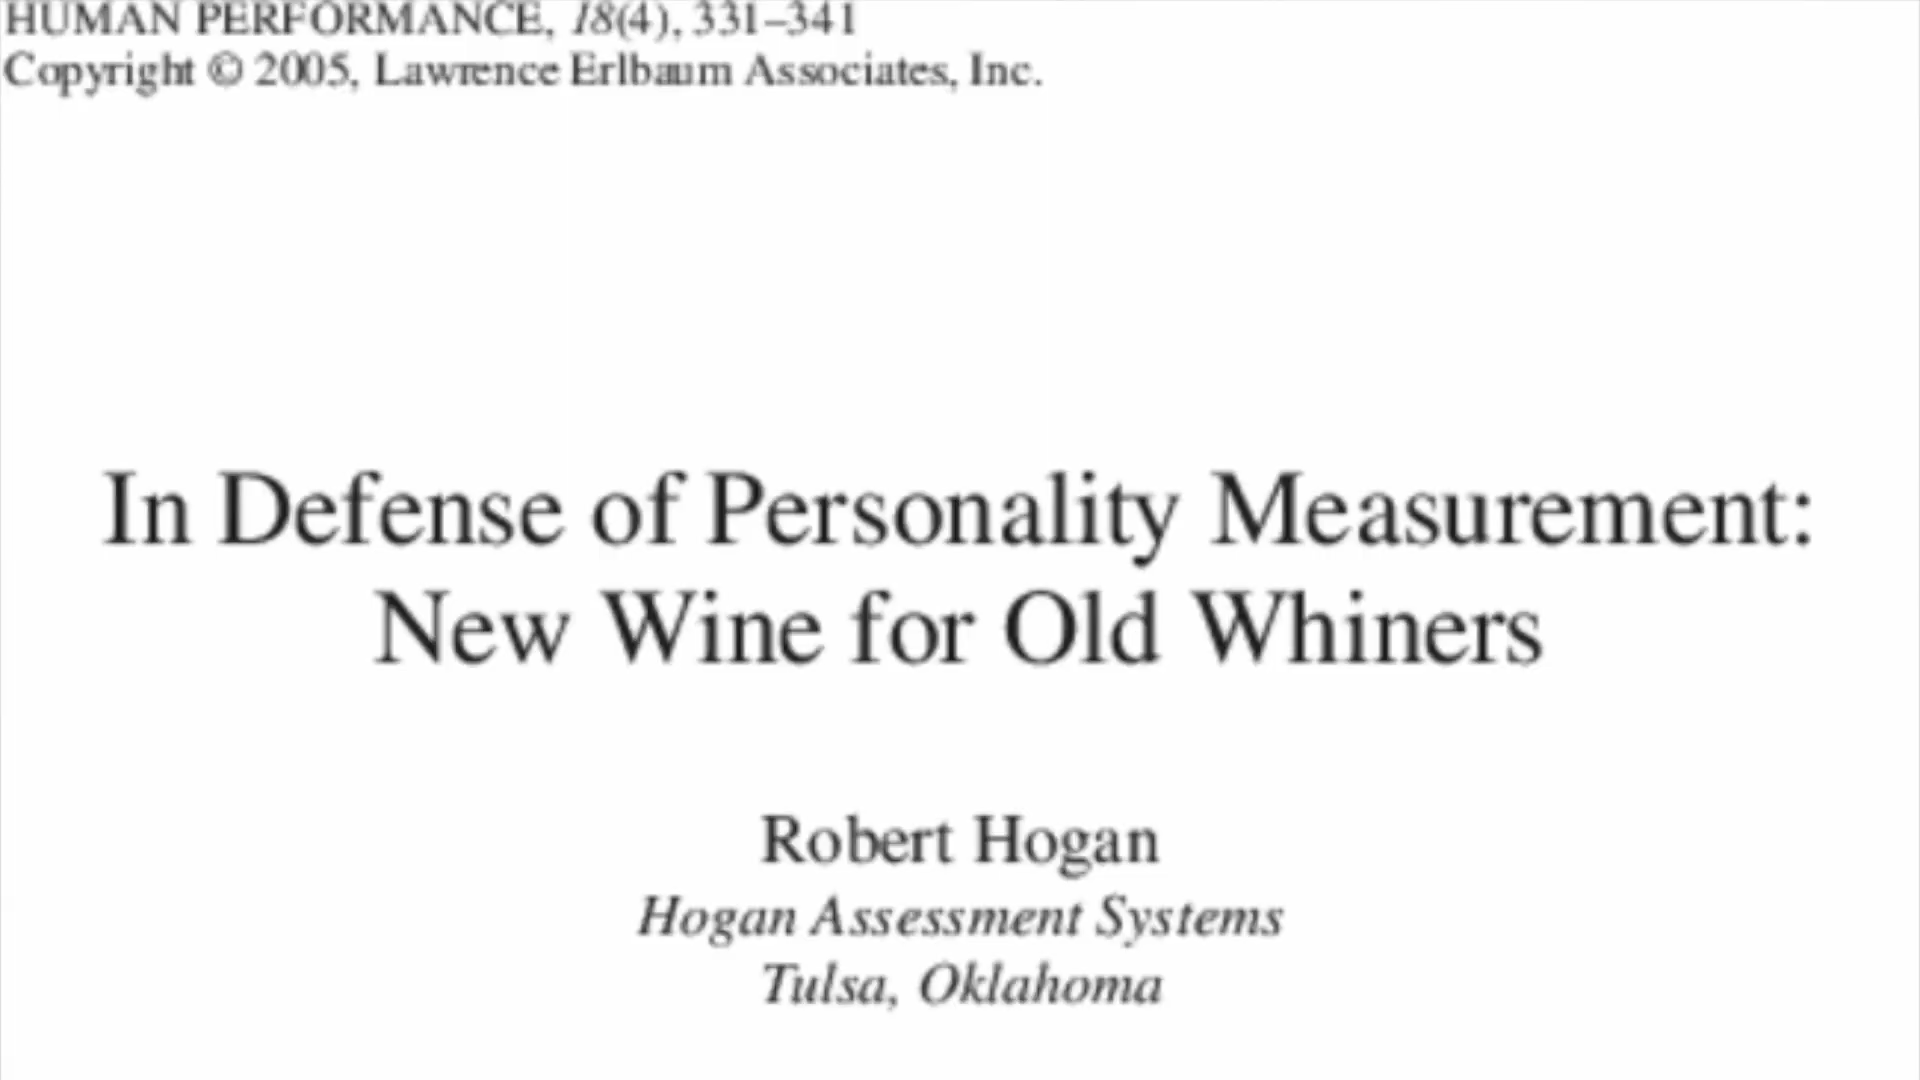 HUMAN PERFORMANCE, 18(4), 331–341
Copyright © 2005, Lawrence Erlbaum Associates, Inc.
In Defense of Personality Measurement:
New Wine for Old Whiners
Robert Hogan
Hogan Assessment Systems
Tulsa, Oklahoma